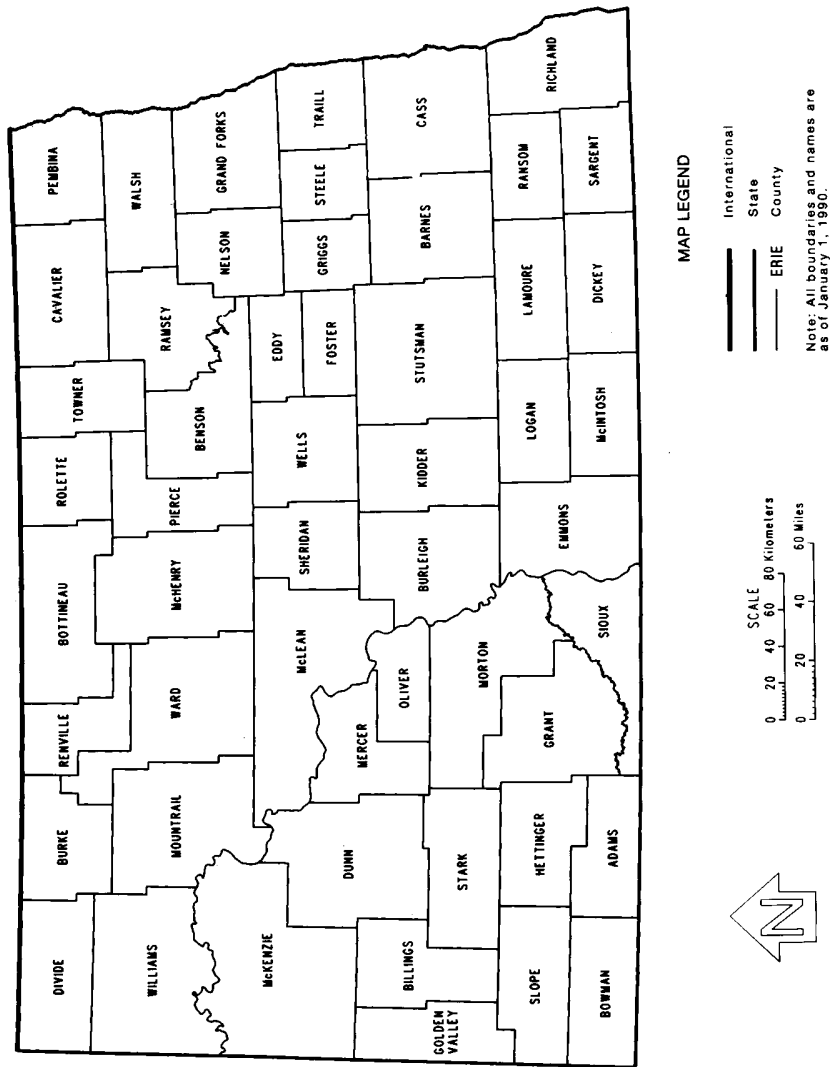 DIVIDE
BURKE
RENVILLE
BOTTINEAU
ROLETTE
TOWNER
CAVALIER
PEMBINA
WILLIAMS
MOUNTRAIL
WARD
McHENRY
PIERCE
BENSON
RAMSEY
WALSH
NELSON
GRAND FORKS
McKENZIE
DUNN
McLEAN
MERCER
OLIVER
SHERIDAN
WELLS
EDDY
FOSTER
GRIGGS
STEELE
TRAILL
GOLDEN
VALLEY
BILLINGS
STARK
MORTON
BURLEIGH
KIDDER
STUTSMAN
BARNES
CASS
SLOPE
HETTINGER
GRANT
BOWMAN
ADAMS
SIOUX
EMMONS
LOGAN
McINTOSH
LAMOURE
DICKEY
RANSOM
SARGENT
RICHLAND
N
SCALE
0 20 40 60 80 Kilometers
0 20 40 60 Miles
MAP LEGEND
International
State
ERIE County
Note: All boundaries and names are
as of January 1, 1990.